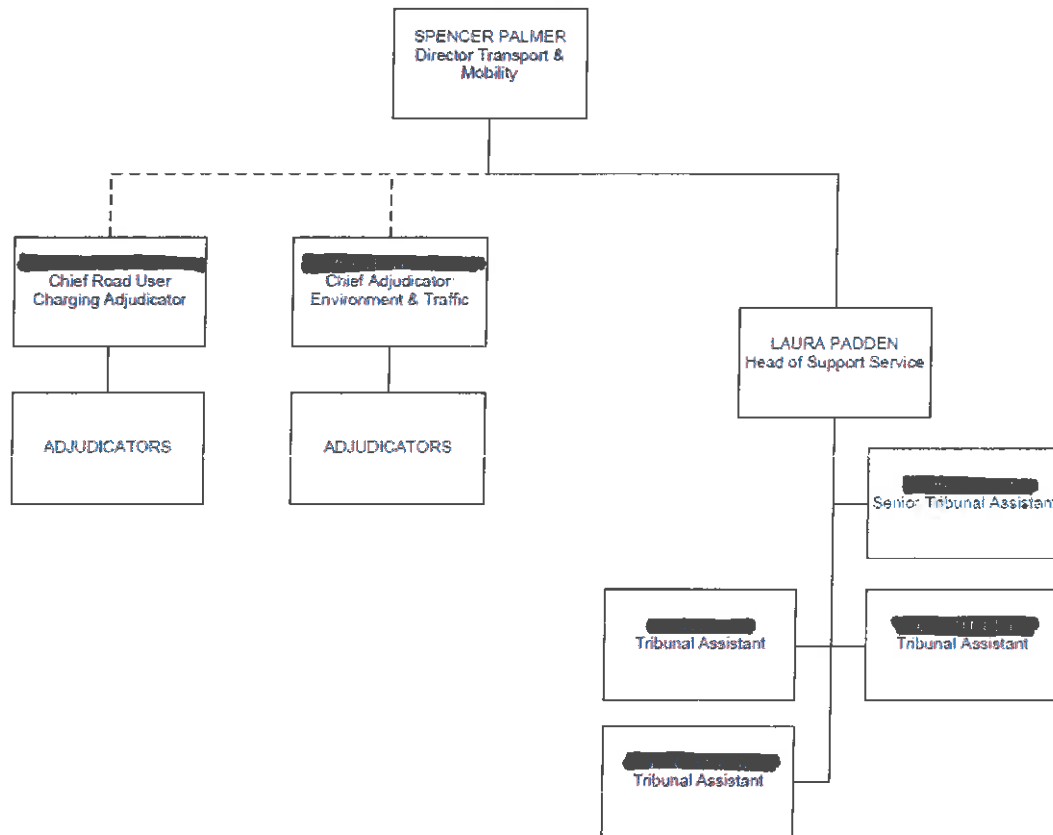 SPENCER PALMER
Director Transport &
Mobility
Chief Road User
Charging Adjudicator
Chief Adjudicator
Environment & Traffic
LAURA PADDEN
Head of Support Service
ADJUDICATORS
ADJUDICATORS
Senior Tribunal Assistant
Tribunal Assistant
Tribunal Assistant
Tribunal Assistant